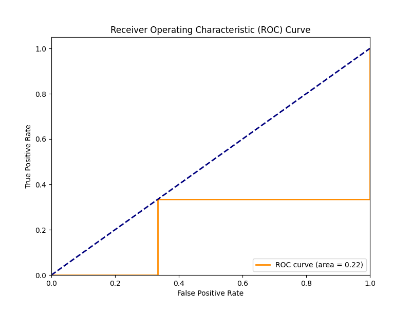 Receiver Operating Characteristic (ROC) Curve
True Positive Rate
1.0
0.8
0.6
0.4
0.2
0.0
ROC curve (area = 0.22)
0.0 0.2 0.4 0.6 0.8 1.0
False Positive Rate